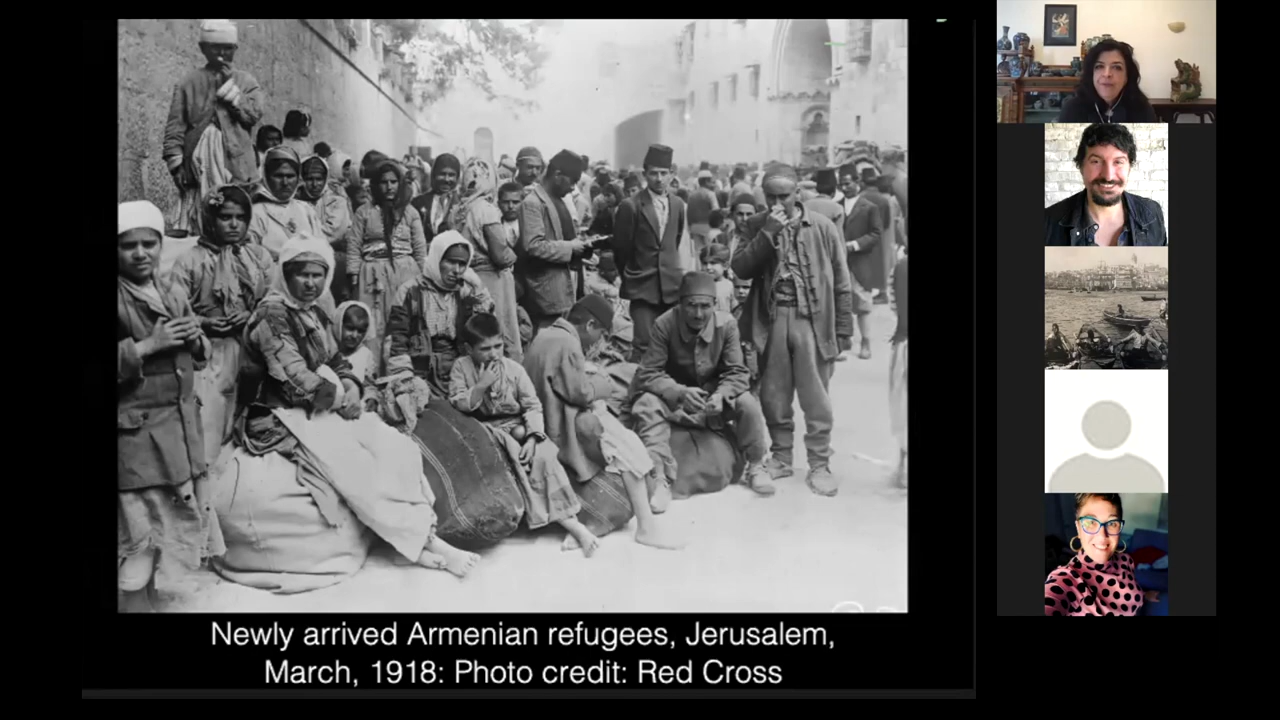 Newly arrived Armenian refugees, Jerusalem,
March, 1918: Photo credit: Red Cross